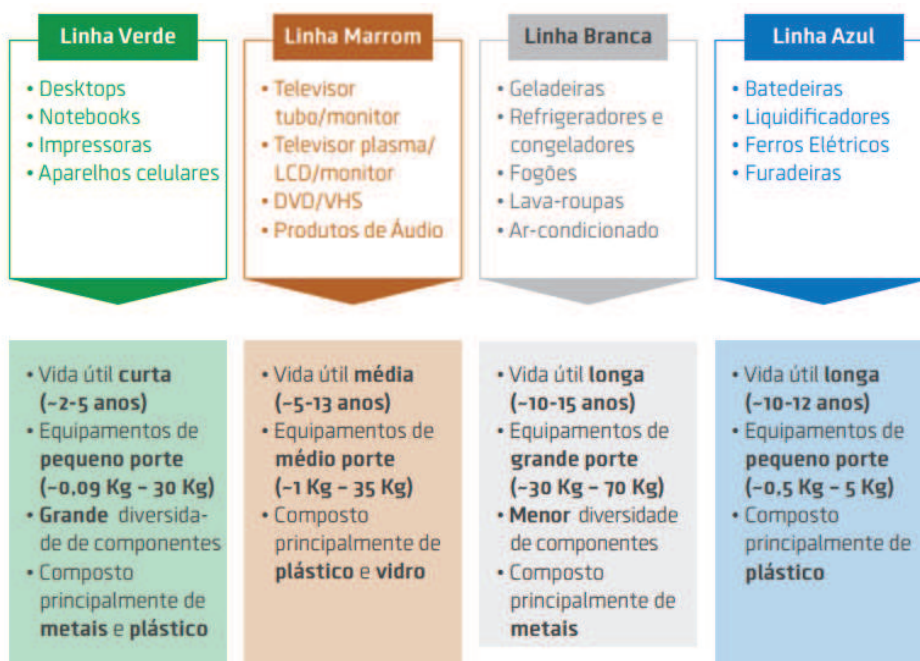 Linha Verde
• Desktops
• Notebooks
• Impressoras
• Aparelhos celulares
• Vida útil curta
(~2-5 anos)
• Equipamentos de
pequeno porte
(~0,09 Kg – 30 Kg)
• Grande diversida-
de de componentes
• Composto
principalmente de
metais e plástico
Linha Marrom
• Televisor
tubo/monitor
• Televisor plasma/
LCD/monitor
• DVD/VHS
• Produtos de Áudio
• Vida útil média
(~5-13 anos)
• Equipamentos de
médio porte
(~1 Kg – 35 Kg)
• Composto
principalmente de
plástico e vidro
Linha Branca
• Geladeiras
• Refrigeradores e
congeladores
• Fogões
• Lava-roupas
• Ar-condicionado
• Vida útil longa
(~10-15 anos)
• Equipamentos de
grande porte
(~30 Kg – 70 Kg)
• Menor diversidade
de componentes
• Composto
principalmente de
metais
Linha Azul
• Batedeiras
• Liquidificadores
• Ferros Elétricos
• Furadeiras
• Vida útil longa
(~10-12 anos)
• Equipamentos de
pequeno porte
(~0,5 Kg – 5 Kg)
• Composto
principalmente de
plástico